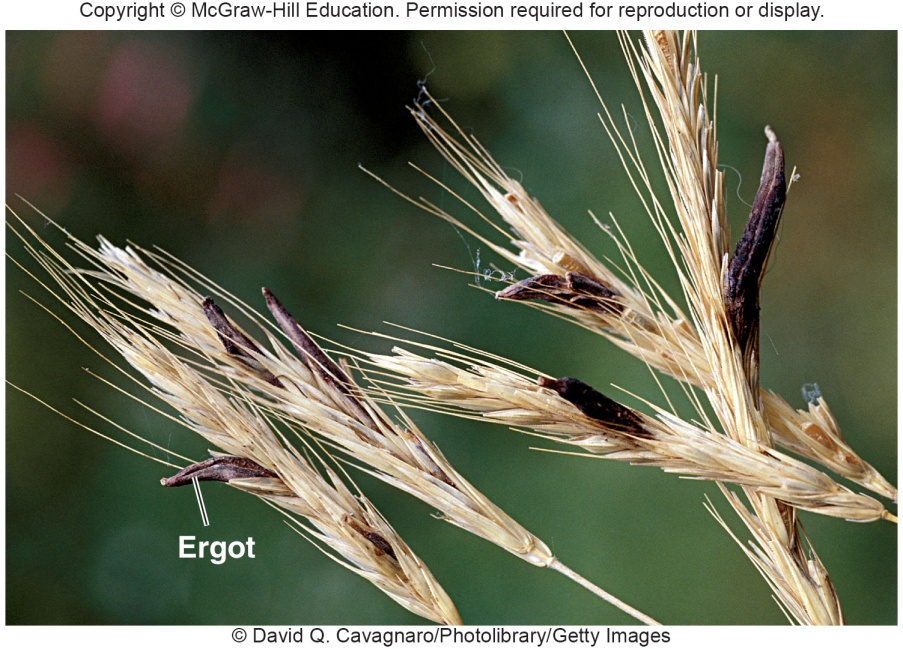 Copyright © McGraw-Hill Education. Permission required for reproduction or display.
Ergot
© David Q. Cavagnaro/Photolibrary/Getty Images